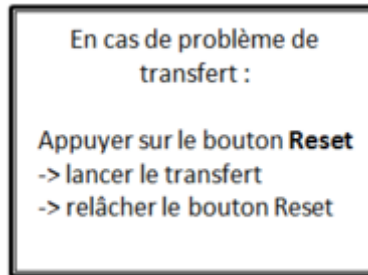 En cas de problème de
transfert :
Appuyer sur le bouton Reset
-> lancer le transfert
-> relâcher le bouton Reset